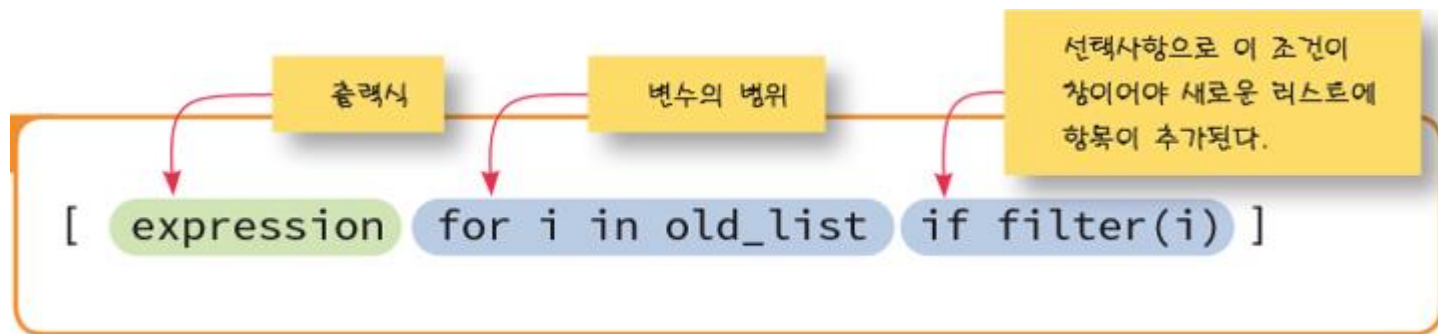 출력식
변수의 범위
선택사항으로 이 조건이
참이어야 새로운 리스트에
항목이 추가된다.
[ expression for i in old_list if filter(i) ]